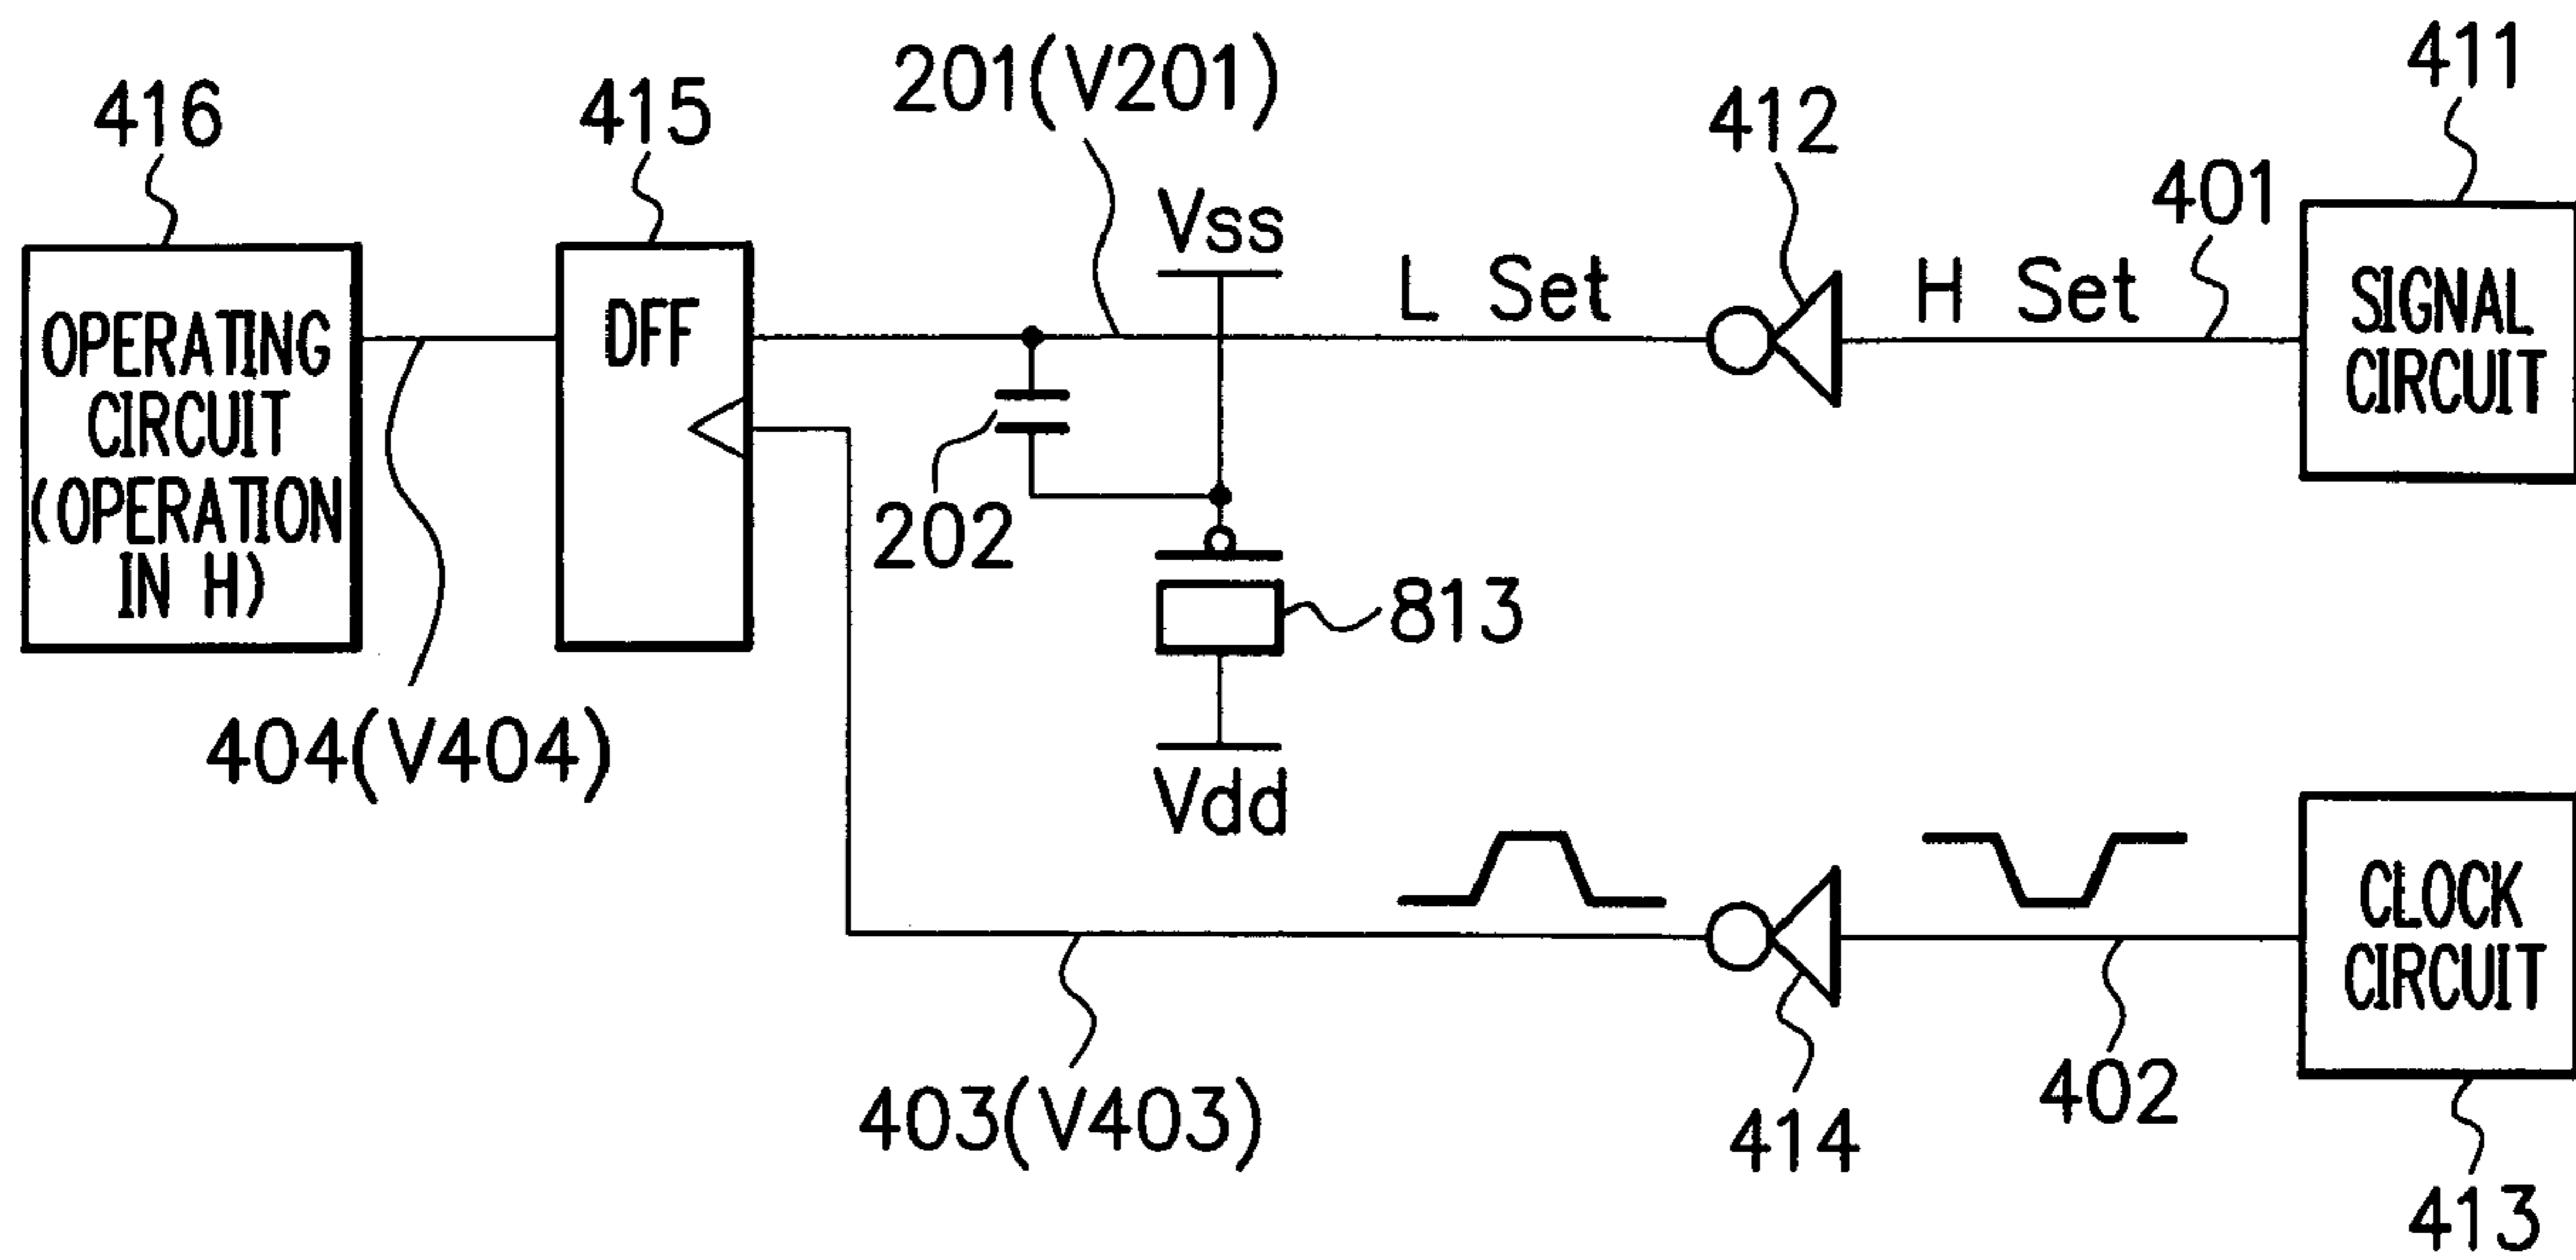 411
201(V201)
416
415
412
401
Vss
L Set
H Set
SIGNAL
CIRCUIT
DFF
OPERATING
CIRCUIT
(OPERATION
IN H)
202
813
404(V404)
Vdd
CLOCK
CIRCUIT
403(V403)
414
402
413